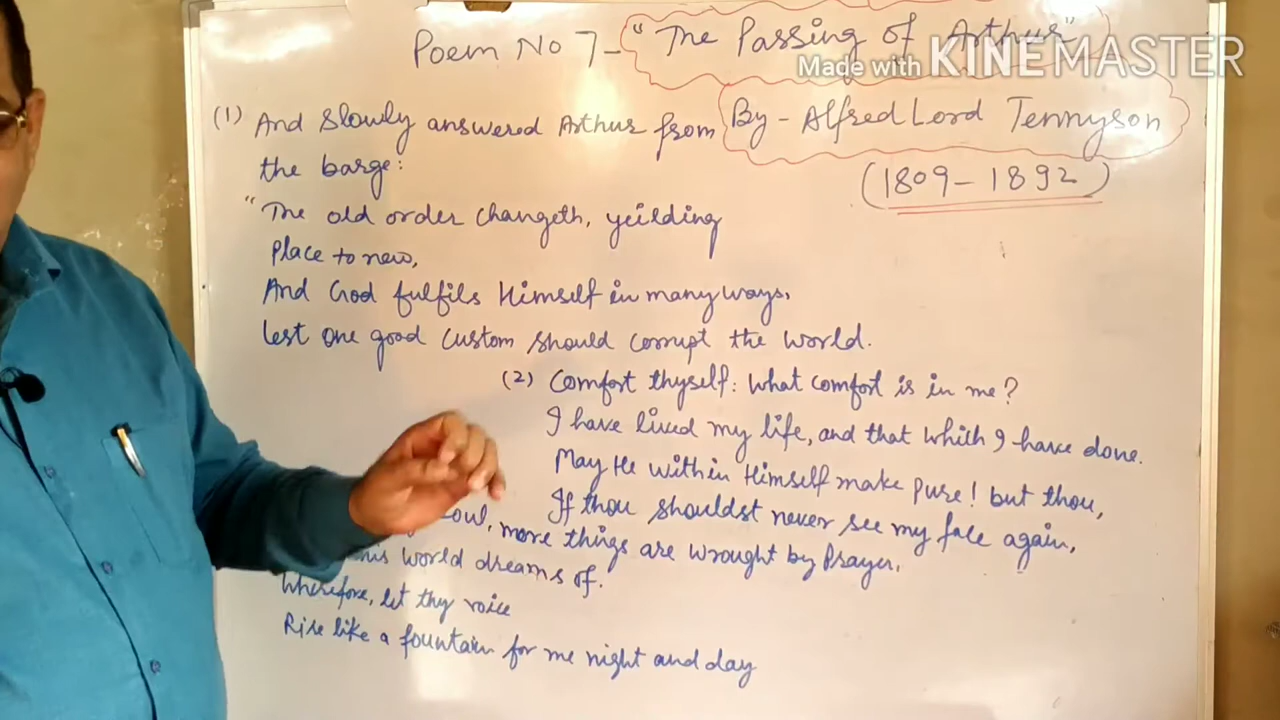 Poem No 7- "The Passing of Arthur"
Made with KINEMASTER
By - Alfred Lord Tennyson
(1809-1892)
(1) And slowly answered Arthur from
the barge:
"The old order changeth, yeilding
place to new,
And God fulfils Himself in many ways,
Lest one good custom should corrupt the world.
(2) Comfort thyself: What comfort is in me?
I have lived my life, and that which I have done.
May He within Himself make pure! but thou,
If thou shouldst never see my face again,
soul, more things are wrought by Prayer.
this world dreams of.
Wherefore, let thy voice
Rise like a fountain for me night and day